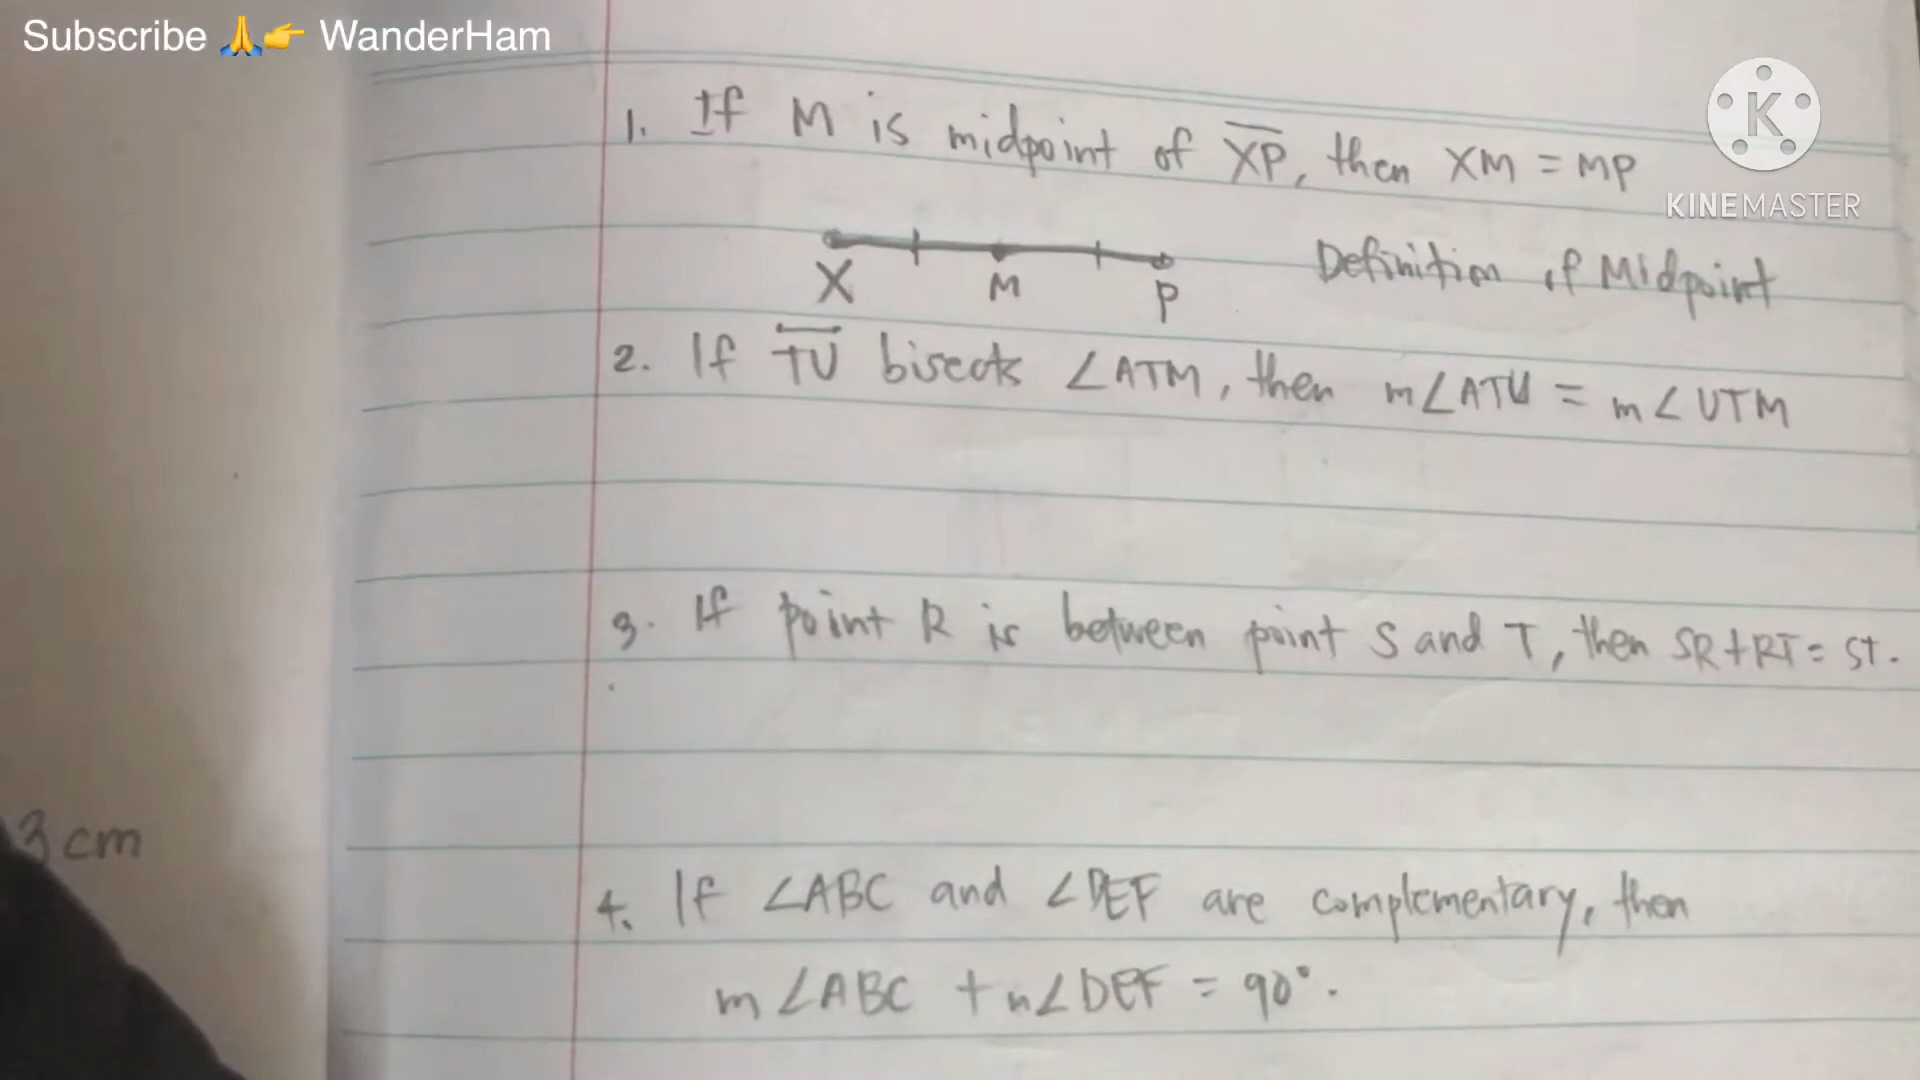 Subscribe 🙏👉 WanderHam
K
KINEMASTER
1. If M is midpoint of X̅P̅, then XM = MP
X M P Definition of Midpoint
2. If TU bisects ∠ATM, then m∠ATU = m∠UTM
3. If point R is between point S and T, then SR+RT = ST.
3 cm
4. If ∠ABC and ∠DEF are complementary, then
m∠ABC + m∠DEF = 90°.